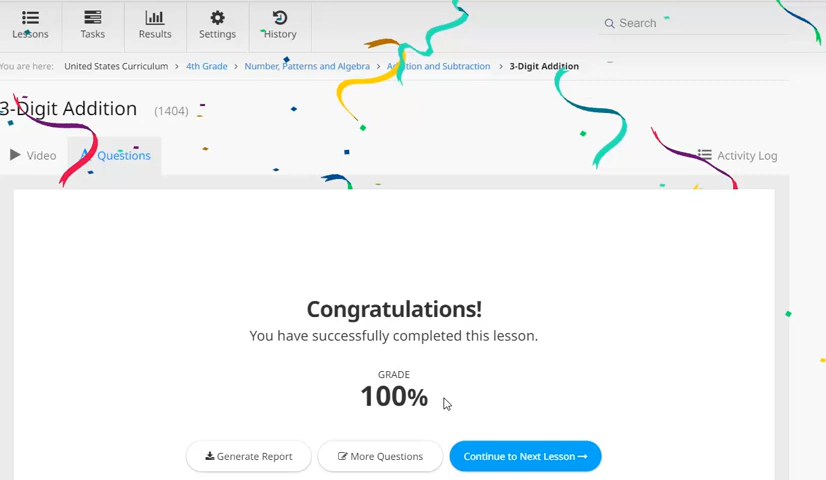 Lessons Tasks Results Settings History Search
You are here: United States Curriculum > 4th Grade > Number, Patterns and Algebra > Addition and Subtraction > 3-Digit Addition
3-Digit Addition (1404)
Video Questions Activity Log
Congratulations!
You have successfully completed this lesson.
GRADE
100%
Generate Report More Questions Continue to Next Lesson →